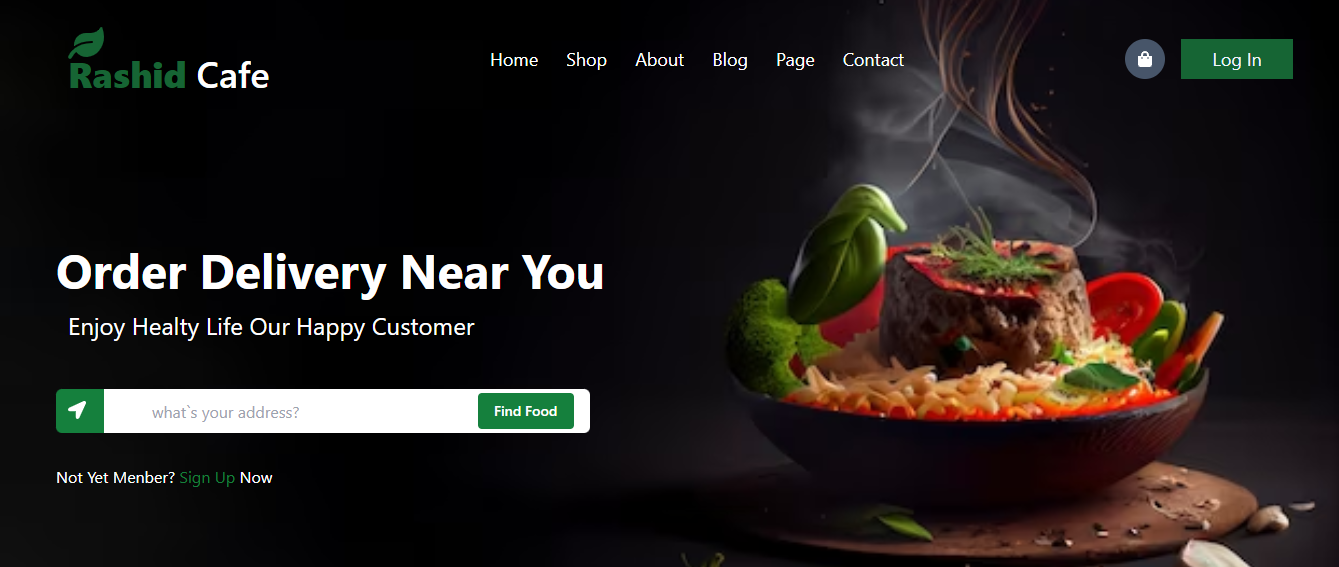 Rashid Cafe
Home Shop About Blog Page Contact
Log In
Order Delivery Near You
Enjoy Healty Life Our Happy Customer
what`s your address?
Find Food
Not Yet Menber? Sign Up Now